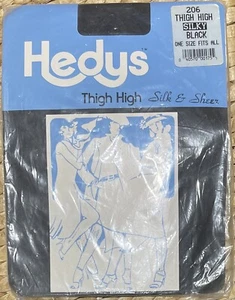 206
THIGH HIGH
SILKY
BLACK
ONE SIZE FITS ALL
Hedys
Thigh High Silk & Sheer